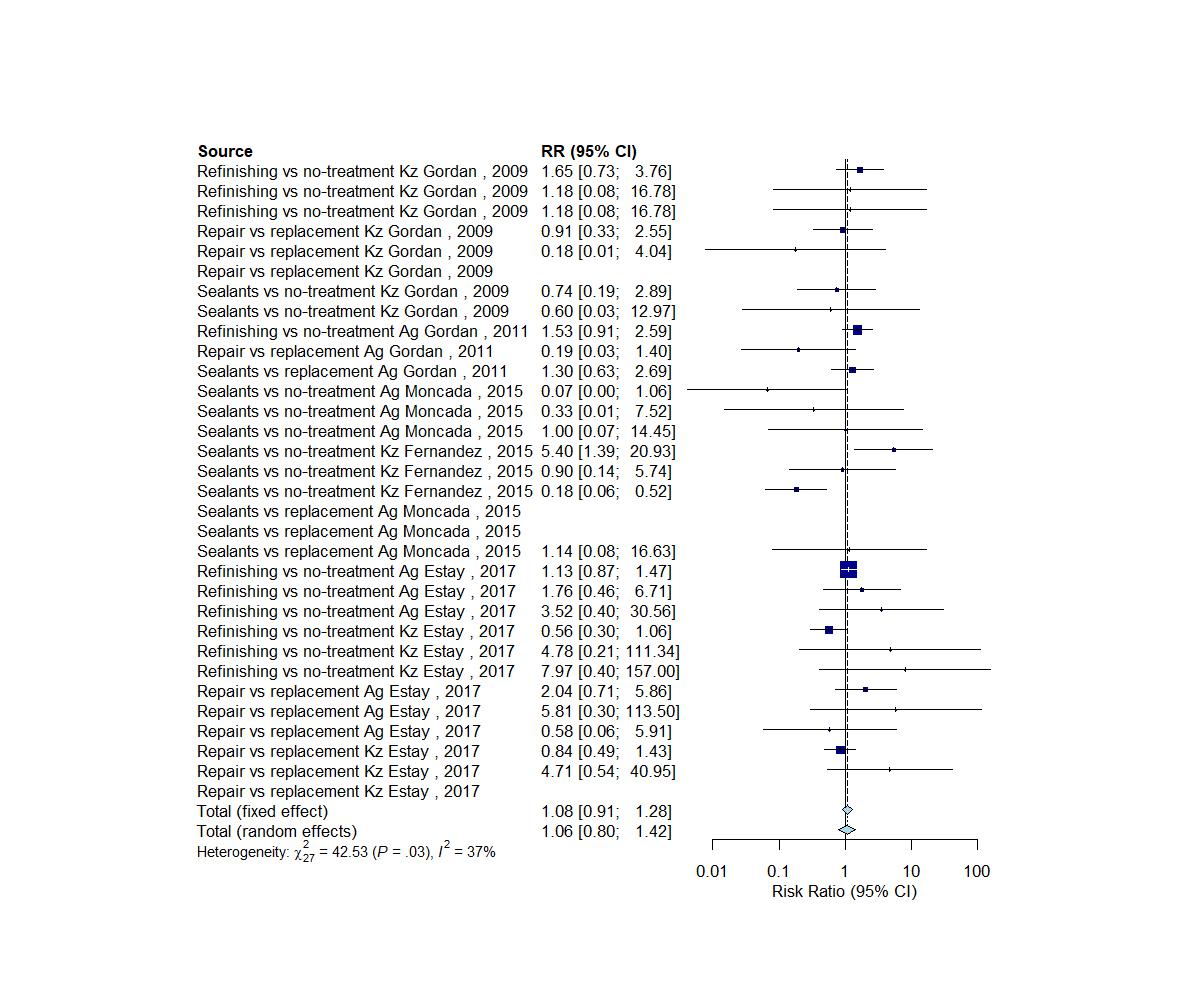 Source RR (95% CI)
Refinishing vs no-treatment Kz Gordan , 2009 1.65 [0.73; 3.76]
Refinishing vs no-treatment Kz Gordan , 2009 1.18 [0.08; 16.78]
Refinishing vs no-treatment Kz Gordan , 2009 1.18 [0.08; 16.78]
Repair vs replacement Kz Gordan , 2009 0.91 [0.33; 2.55]
Repair vs replacement Kz Gordan , 2009 0.18 [0.01; 4.04]
Repair vs replacement Kz Gordan , 2009
Sealants vs no-treatment Kz Gordan , 2009 0.74 [0.19; 2.89]
Sealants vs no-treatment Kz Gordan , 2009 0.60 [0.03; 12.97]
Refinishing vs no-treatment Ag Gordan , 2011 1.53 [0.91; 2.59]
Repair vs replacement Ag Gordan , 2011 0.19 [0.03; 1.40]
Sealants vs replacement Ag Gordan , 2011 1.30 [0.63; 2.69]
Sealants vs no-treatment Ag Moncada , 2015 0.07 [0.00; 1.06]
Sealants vs no-treatment Ag Moncada , 2015 0.33 [0.01; 7.52]
Sealants vs no-treatment Ag Moncada , 2015 1.00 [0.07; 14.45]
Sealants vs no-treatment Kz Fernandez , 2015 5.40 [1.39; 20.93]
Sealants vs no-treatment Kz Fernandez , 2015 0.90 [0.14; 5.74]
Sealants vs no-treatment Kz Fernandez , 2015 0.18 [0.06; 0.52]
Sealants vs replacement Ag Moncada , 2015
Sealants vs replacement Ag Moncada , 2015
Sealants vs replacement Ag Moncada , 2015 1.14 [0.08; 16.63]
Refinishing vs no-treatment Ag Estay , 2017 1.13 [0.87; 1.47]
Refinishing vs no-treatment Ag Estay , 2017 1.76 [0.46; 6.71]
Refinishing vs no-treatment Ag Estay , 2017 3.52 [0.40; 30.56]
Refinishing vs no-treatment Kz Estay , 2017 0.56 [0.30; 1.06]
Refinishing vs no-treatment Kz Estay , 2017 4.78 [0.21; 111.34]
Refinishing vs no-treatment Kz Estay , 2017 7.97 [0.40; 157.00]
Repair vs replacement Ag Estay , 2017 2.04 [0.71; 5.86]
Repair vs replacement Ag Estay , 2017 5.81 [0.30; 113.50]
Repair vs replacement Ag Estay , 2017 0.58 [0.06; 5.91]
Repair vs replacement Kz Estay , 2017 0.84 [0.49; 1.43]
Repair vs replacement Kz Estay , 2017 4.71 [0.54; 40.95]
Repair vs replacement Kz Estay , 2017
Total (fixed effect) 1.08 [0.91; 1.28]
Total (random effects) 1.06 [0.80; 1.42]
Heterogeneity: χ²₂₇ = 42.53 (P = .03), I² = 37%
0.01 0.1 1 10 100
Risk Ratio (95% CI)